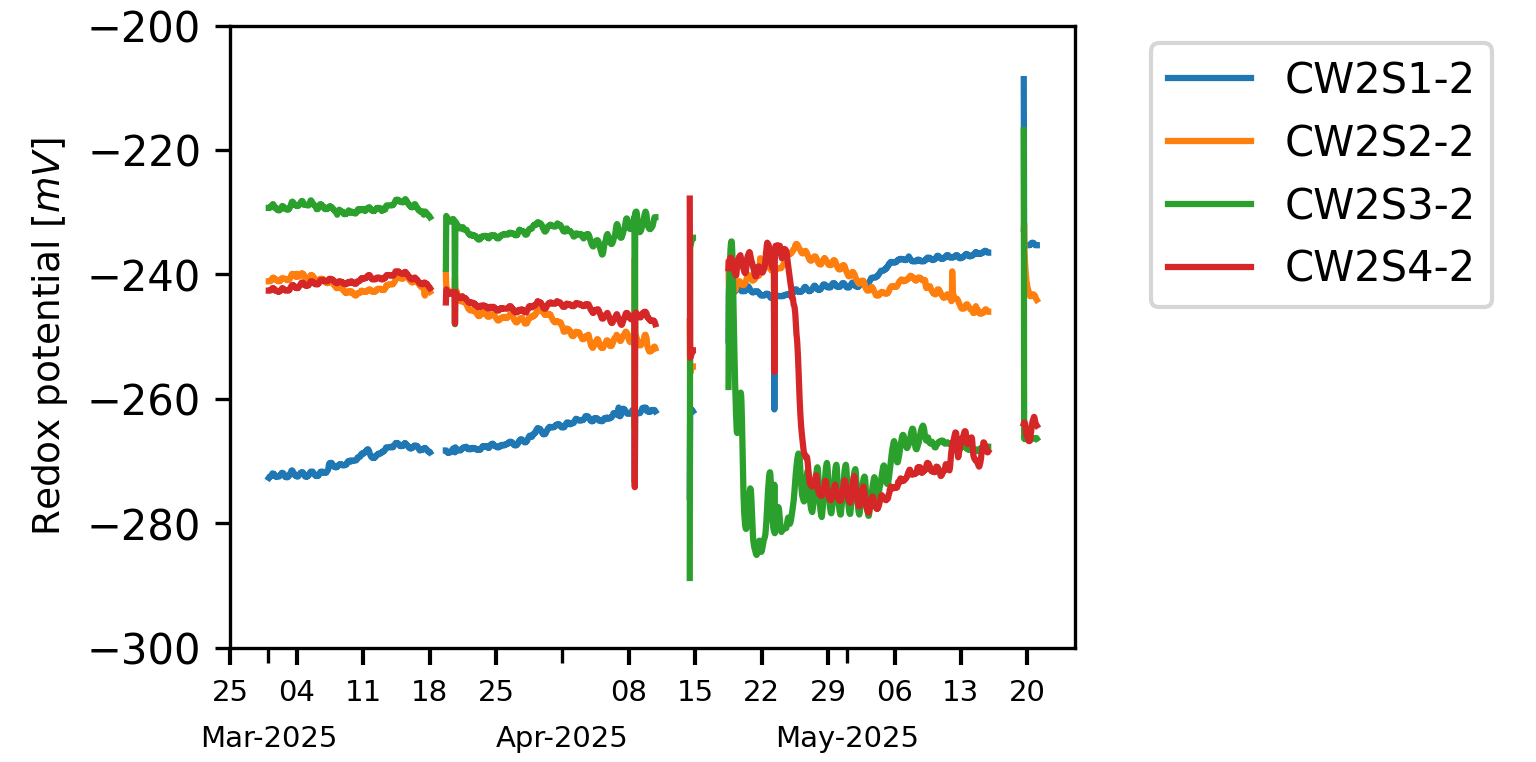 −200
−220
−240
−260
−280
−300
Redox potential [mV]
25 04 11 18 25 08 15 22 29 06 13 20
Mar-2025 Apr-2025 May-2025
CW2S1-2
CW2S2-2
CW2S3-2
CW2S4-2